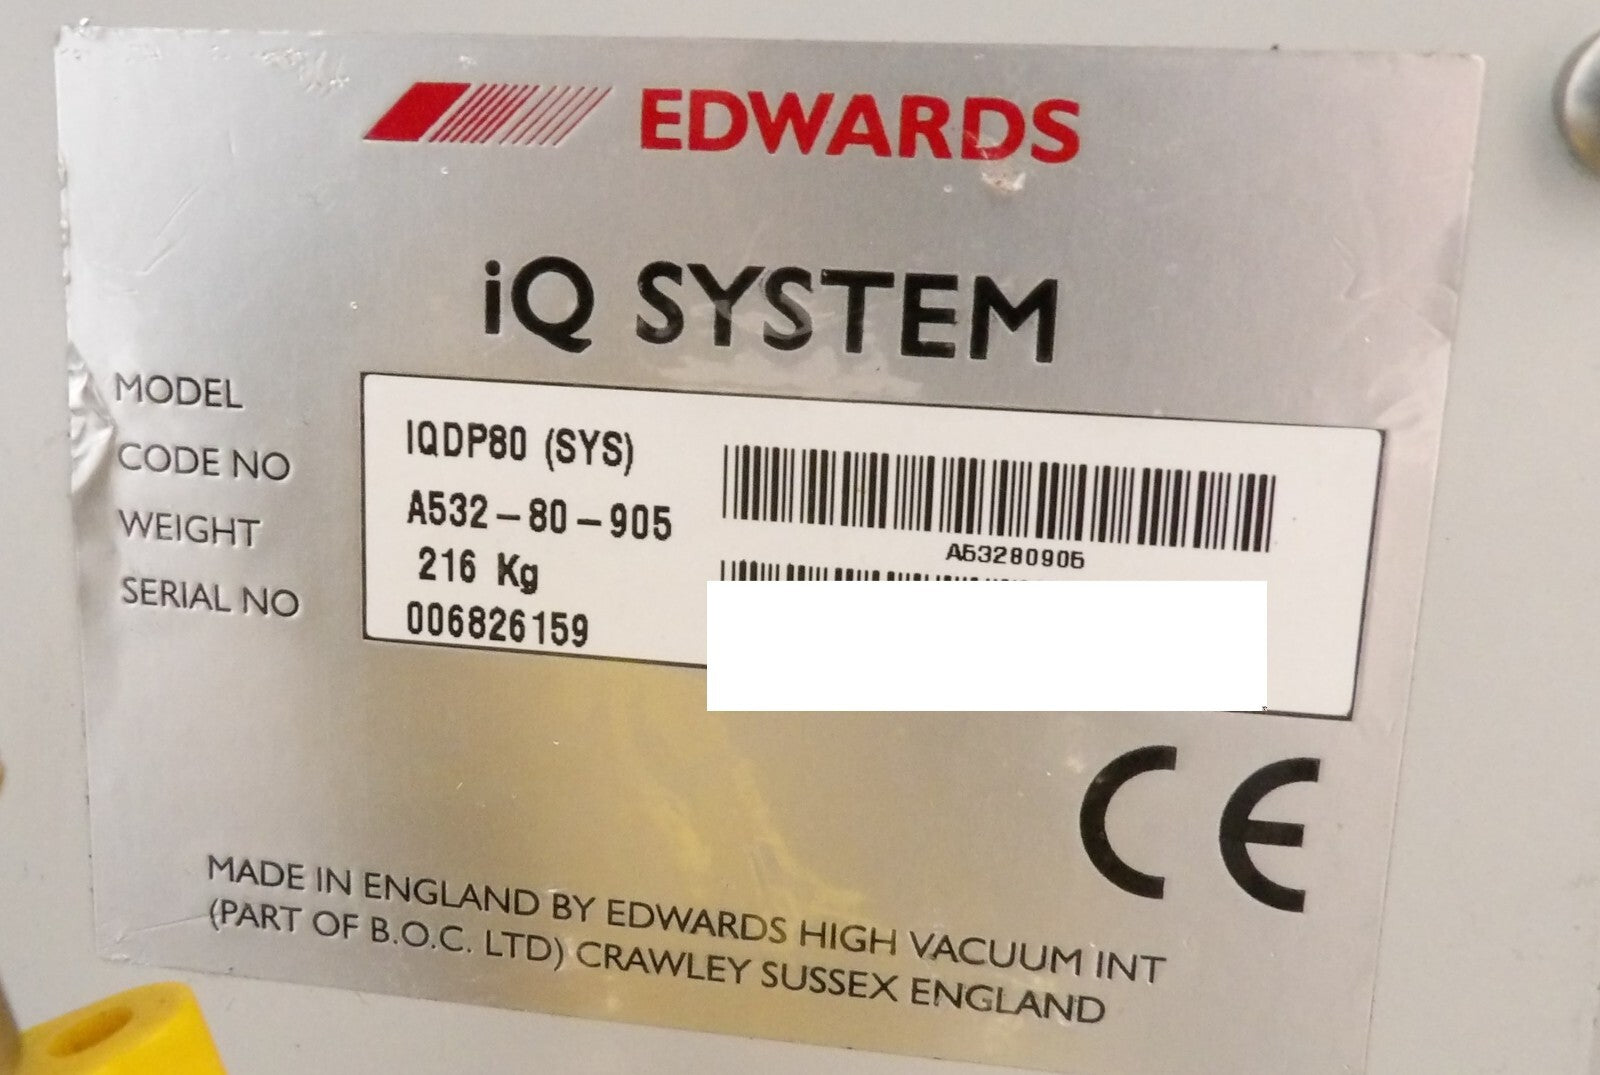 EDWARDS
iQ SYSTEM
MODEL IQDP80 (SYS)
CODE NO A532-80-905
A53280905
WEIGHT 216 Kg
SERIAL NO 006826159
CE
MADE IN ENGLAND BY EDWARDS HIGH VACUUM INT
(PART OF B.O.C. LTD) CRAWLEY SUSSEX ENGLAND